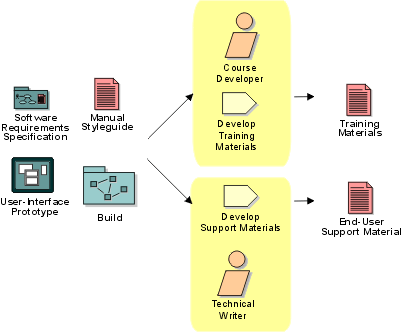 Course
Developer
Develop
Training
Materials
Software
Requirements
Specification
Manual
Styleguide
Training
Materials
User-Interface
Prototype
Build
Develop
Support Materials
End-User
Support Material
Technical
Writer